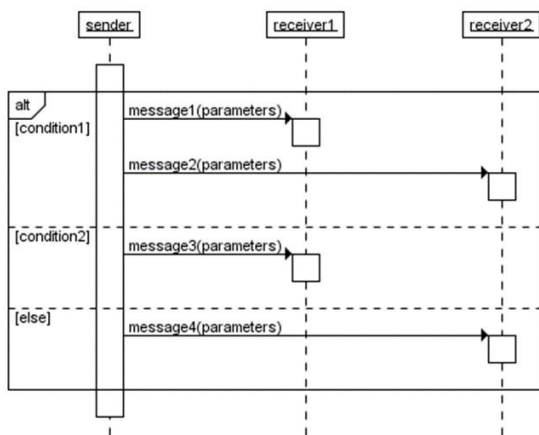 sender receiver1 receiver2
alt
[condition1]
message1(parameters)
message2(parameters)
[condition2]
message3(parameters)
[else]
message4(parameters)